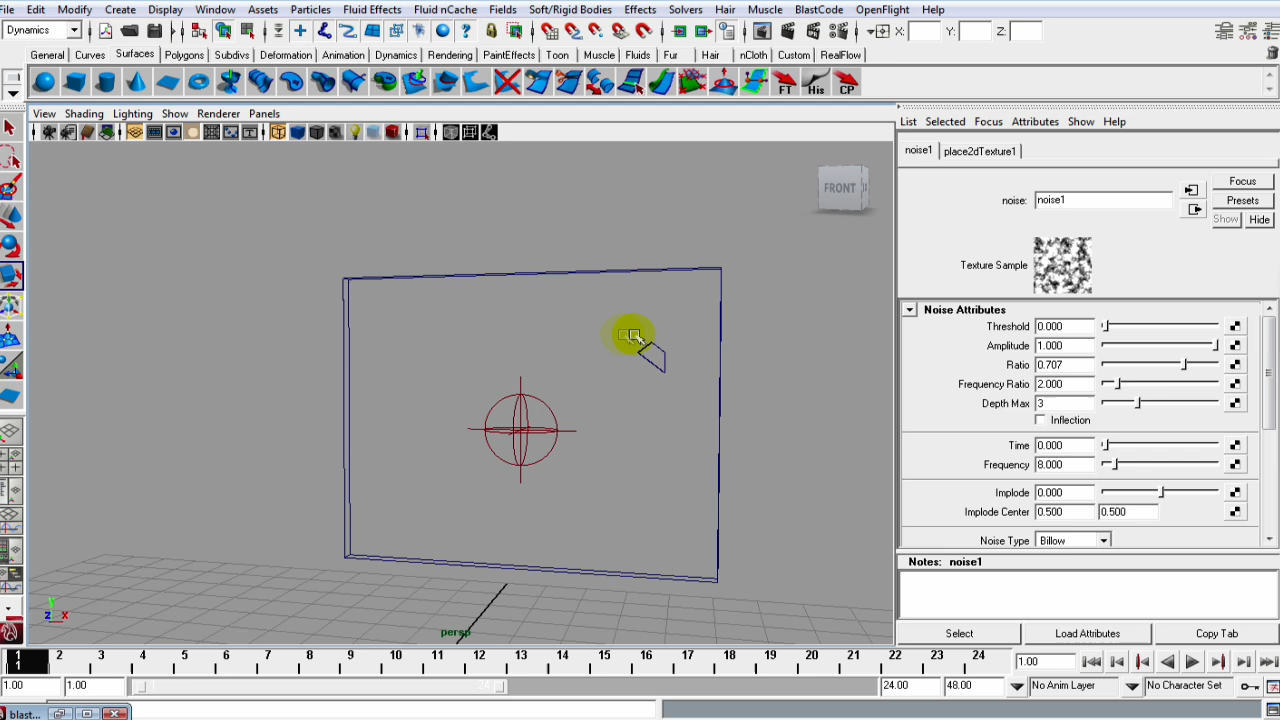 File Edit Modify Create Display Window Assets Particles Fluid Effects Fluid nCache Fields Soft/Rigid Bodies Effects Solvers Hair Muscle BlastCode OpenFlight Help
Dynamics X: Y: Z:
General Curves Surfaces Polygons Subdivs Deformation Animation Dynamics Rendering PaintEffects Toon Muscle Fluids Fur Hair nCloth Custom RealFlow
FT His CP
View Shading Lighting Show Renderer Panels
List Selected Focus Attributes Show Help
noise1 place2dTexture1
FRONT
noise: noise1
Focus
Presets
Show Hide
Texture Sample
Noise Attributes
Threshold 0.000
Amplitude 1.000
Ratio 0.707
Frequency Ratio 2.000
Depth Max 3
Inflection
Time 0.000
Frequency 8.000
Implode 0.000
Implode Center 0.500 0.500
Noise Type Billow
Notes: noise1
y
z x
persp
Select Load Attributes Copy Tab
1 2 3 4 5 6 7 8 9 10 11 12 13 14 15 16 17 18 19 20 21 22 23 24
1
1.00
1.00 1.00 24 24.00 48.00 No Anim Layer No Character Set
blast...